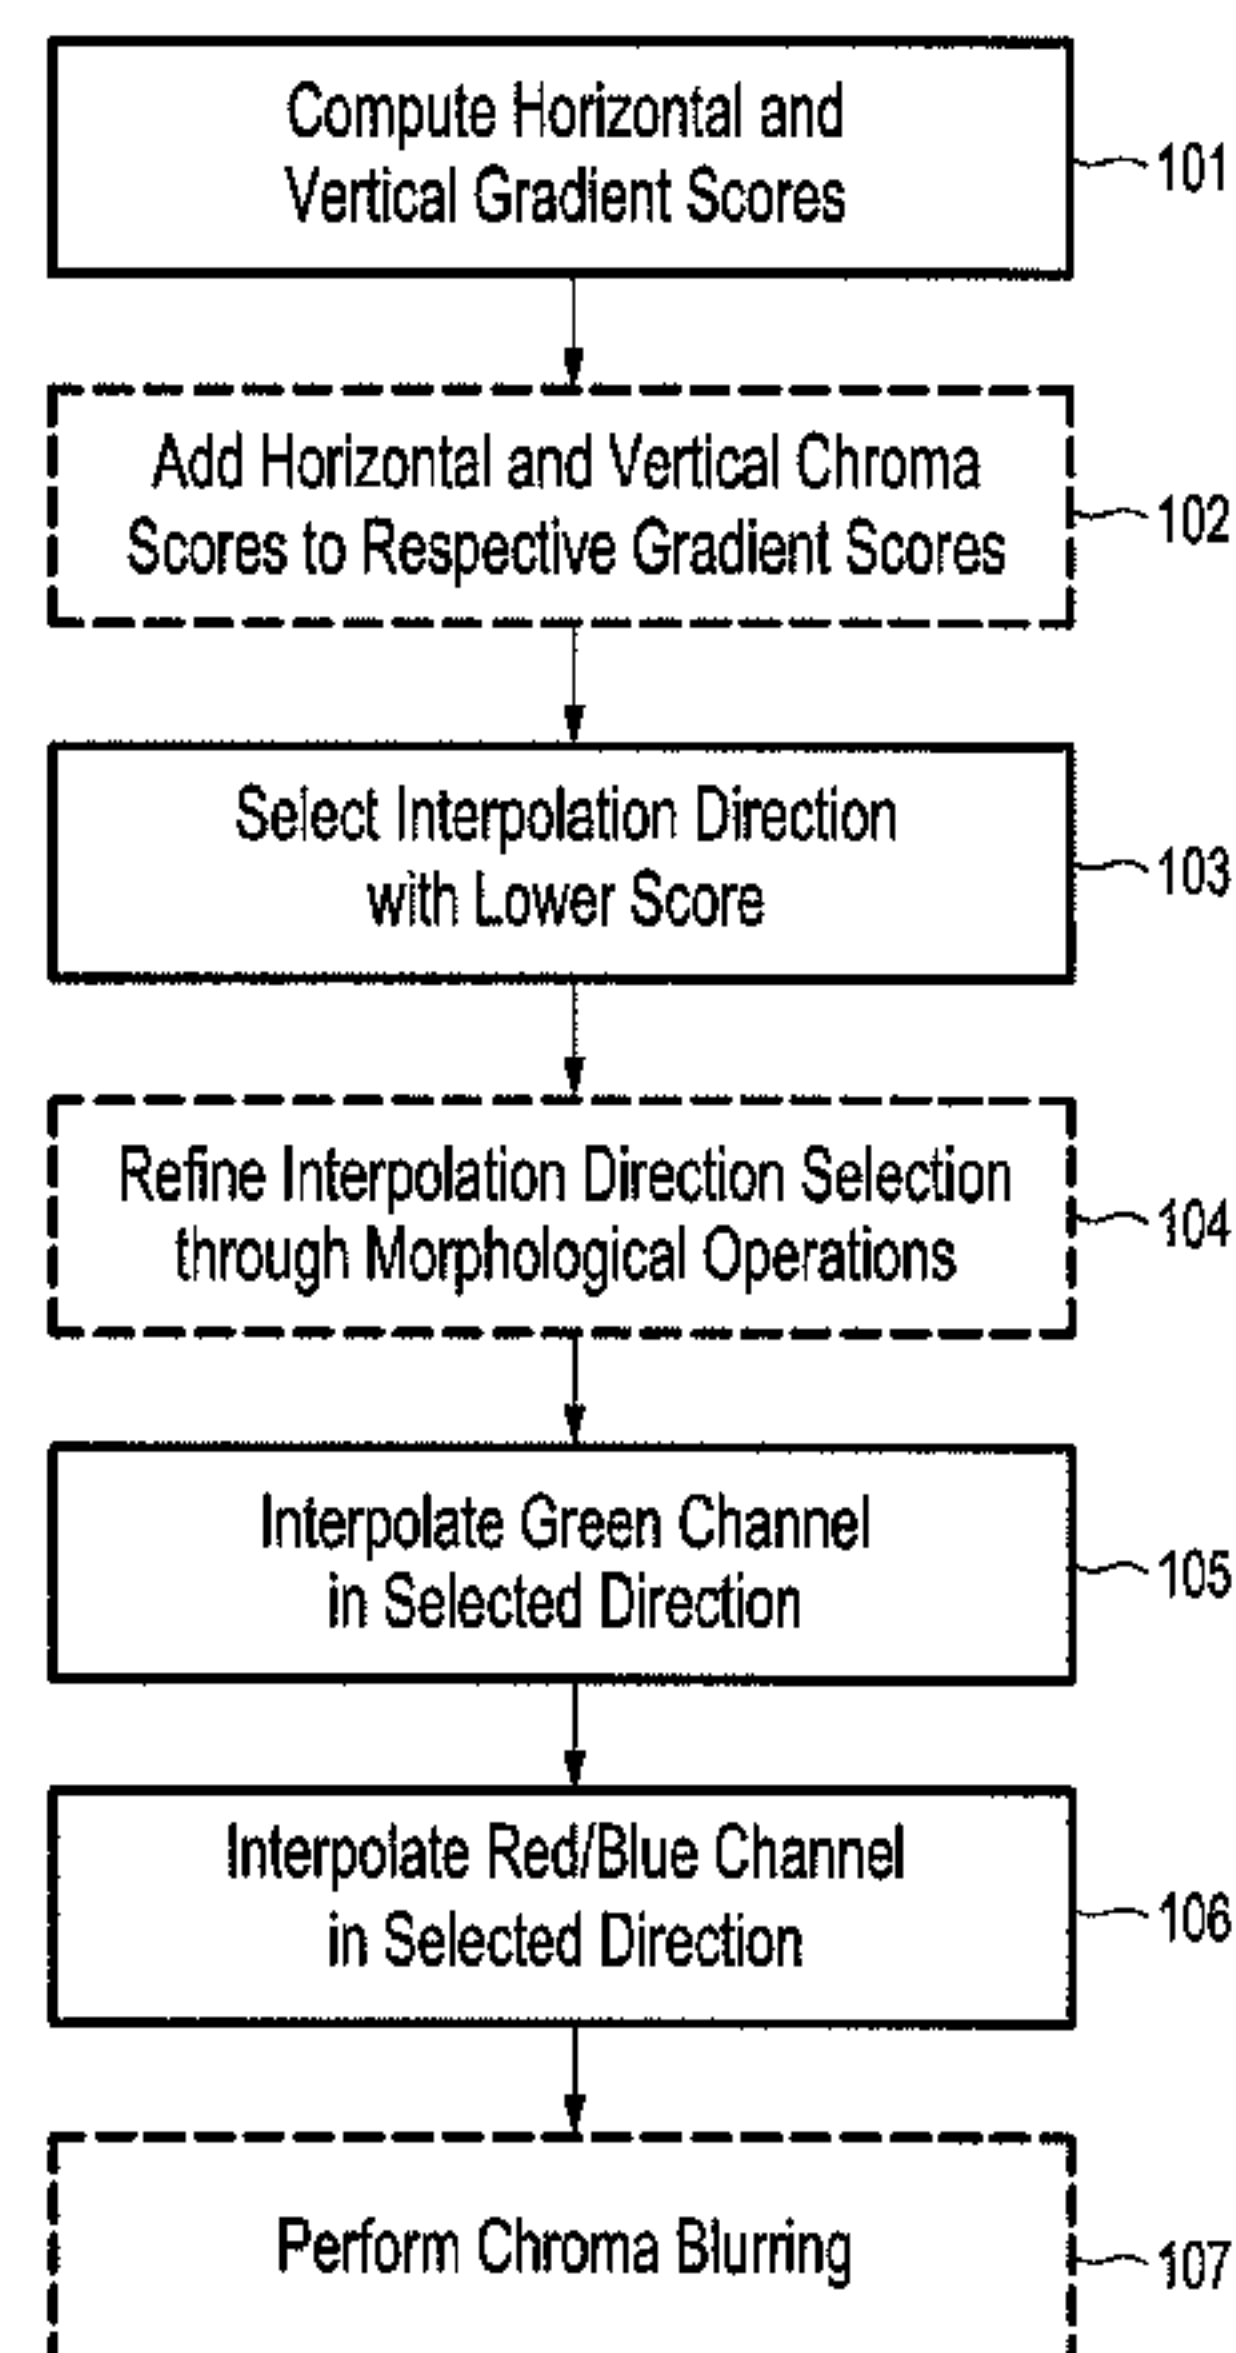 Compute Horizontal and
Vertical Gradient Scores
101
Add Horizontal and Vertical Chroma
Scores to Respective Gradient Scores
102
Select Interpolation Direction
with Lower Score
103
Refine Interpolation Direction Selection
through Morphological Operations
104
Interpolate Green Channel
in Selected Direction
105
Interpolate Red/Blue Channel
in Selected Direction
106
Perform Chroma Blurring
107